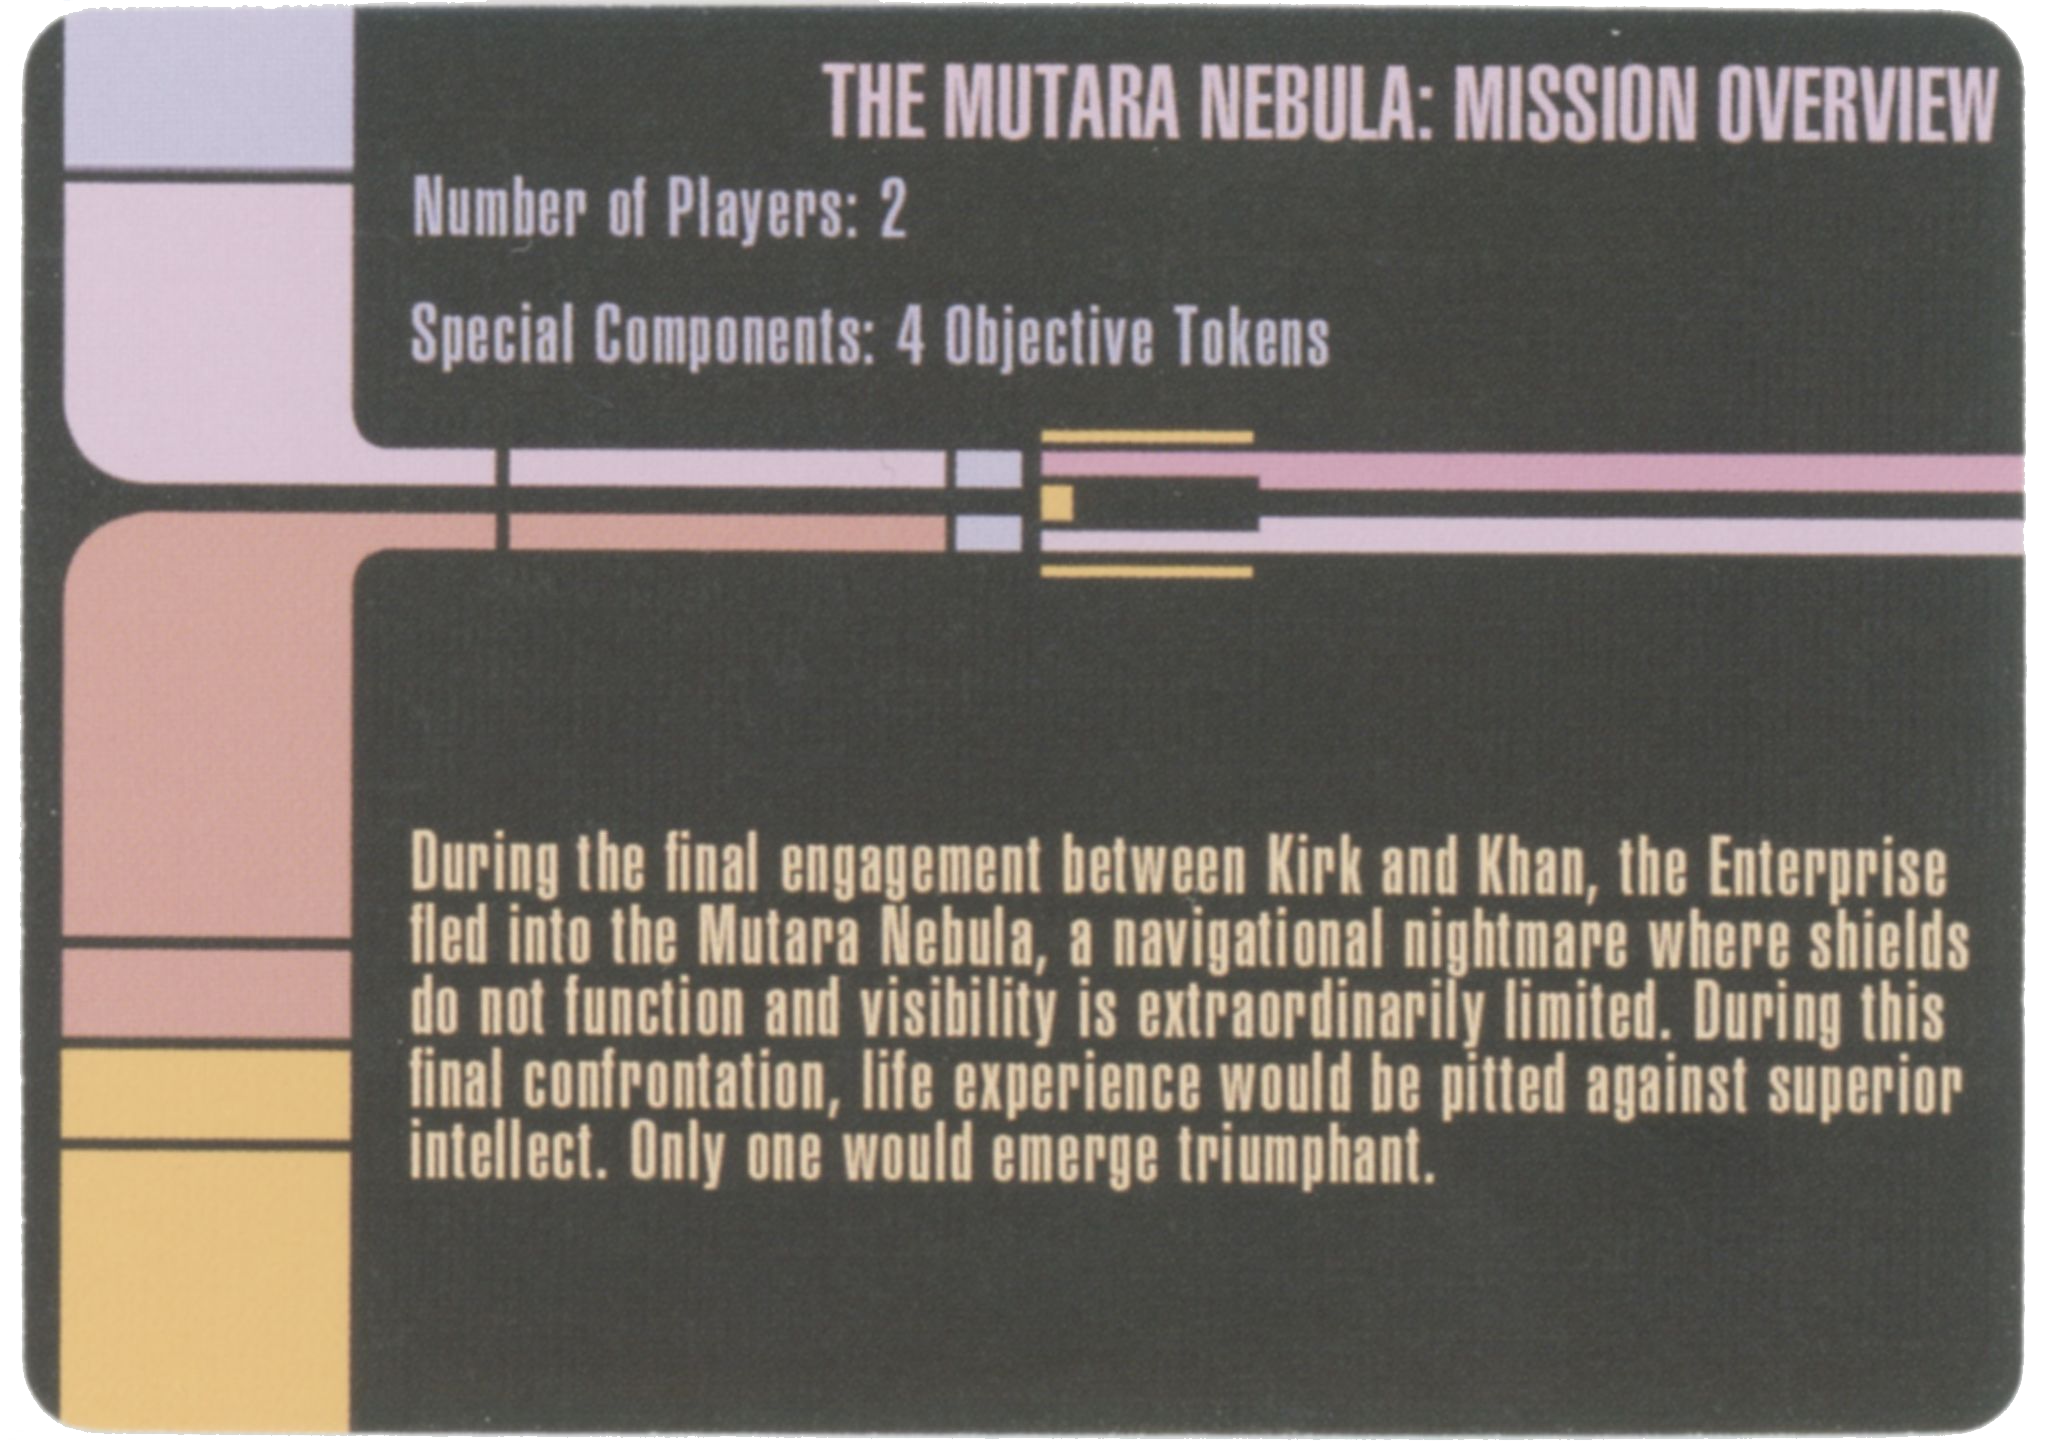 THE MUTARA NEBULA: MISSION OVERVIEW
Number of Players: 2
Special Components: 4 Objective Tokens
During the final engagement between Kirk and Khan, the Enterprise
fled into the Mutara Nebula, a navigational nightmare where shields
do not function and visibility is extraordinarily limited. During this
final confrontation, life experience would be pitted against superior
intellect. Only one would emerge triumphant.